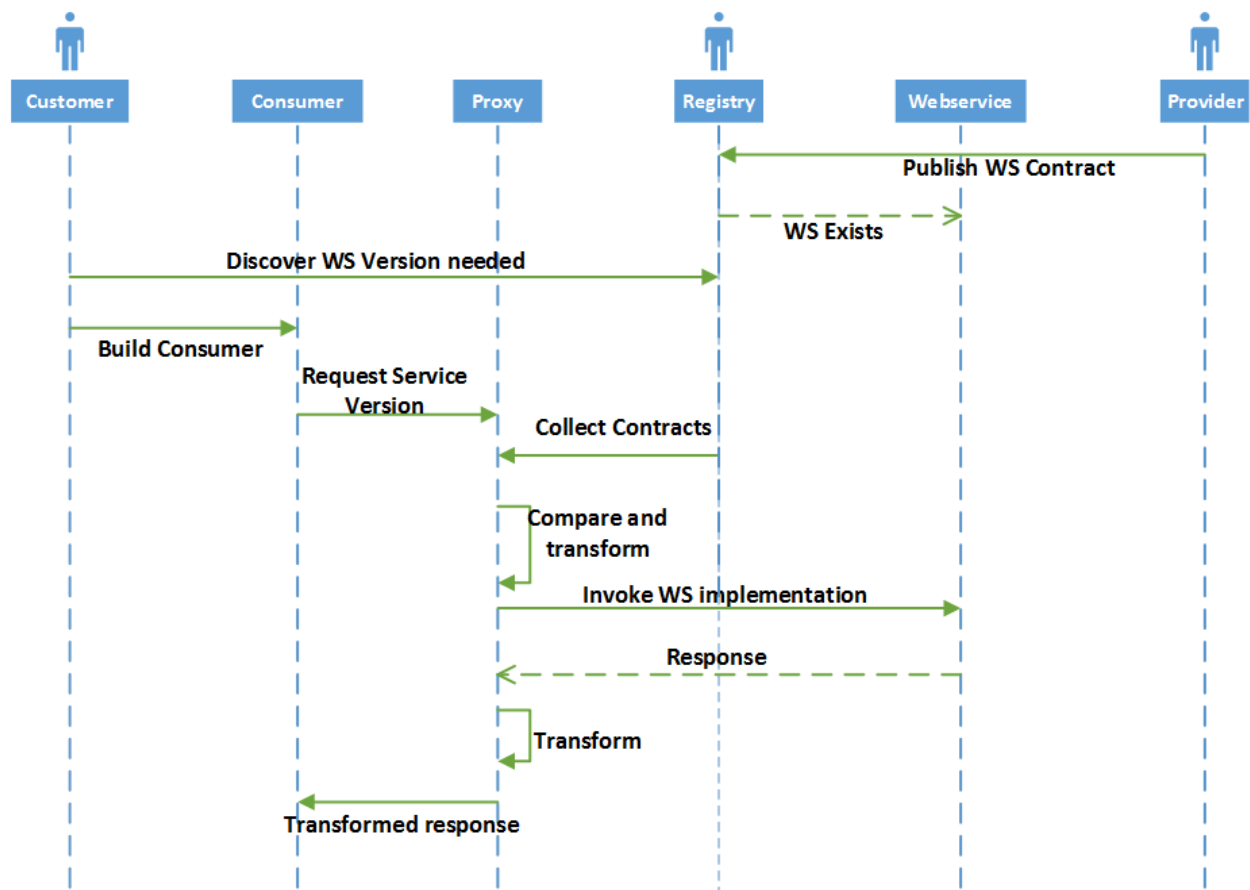 Customer
Consumer
Proxy
Registry
Webservice
Provider
Publish WS Contract
WS Exists
Discover WS Version needed
Build Consumer
Request Service
Version
Collect Contracts
Compare and
transform
Invoke WS implementation
Response
Transform
Transformed response